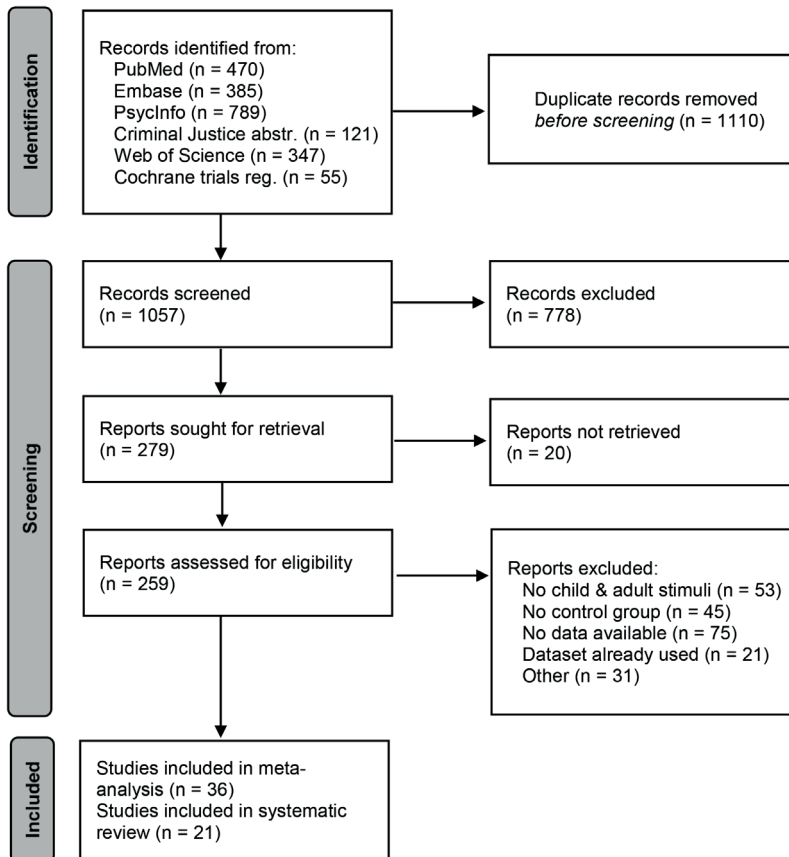 Identification
Records identified from:
PubMed (n = 470)
Embase (n = 385)
PsycInfo (n = 789)
Criminal Justice abstr. (n = 121)
Web of Science (n = 347)
Cochrane trials reg. (n = 55)
Duplicate records removed
before screening (n = 1110)
Screening
Records screened
(n = 1057)
Records excluded
(n = 778)
Reports sought for retrieval
(n = 279)
Reports not retrieved
(n = 20)
Reports assessed for eligibility
(n = 259)
Reports excluded:
No child & adult stimuli (n = 53)
No control group (n = 45)
No data available (n = 75)
Dataset already used (n = 21)
Other (n = 31)
Included
Studies included in meta-
analysis (n = 36)
Studies included in systematic
review (n = 21)